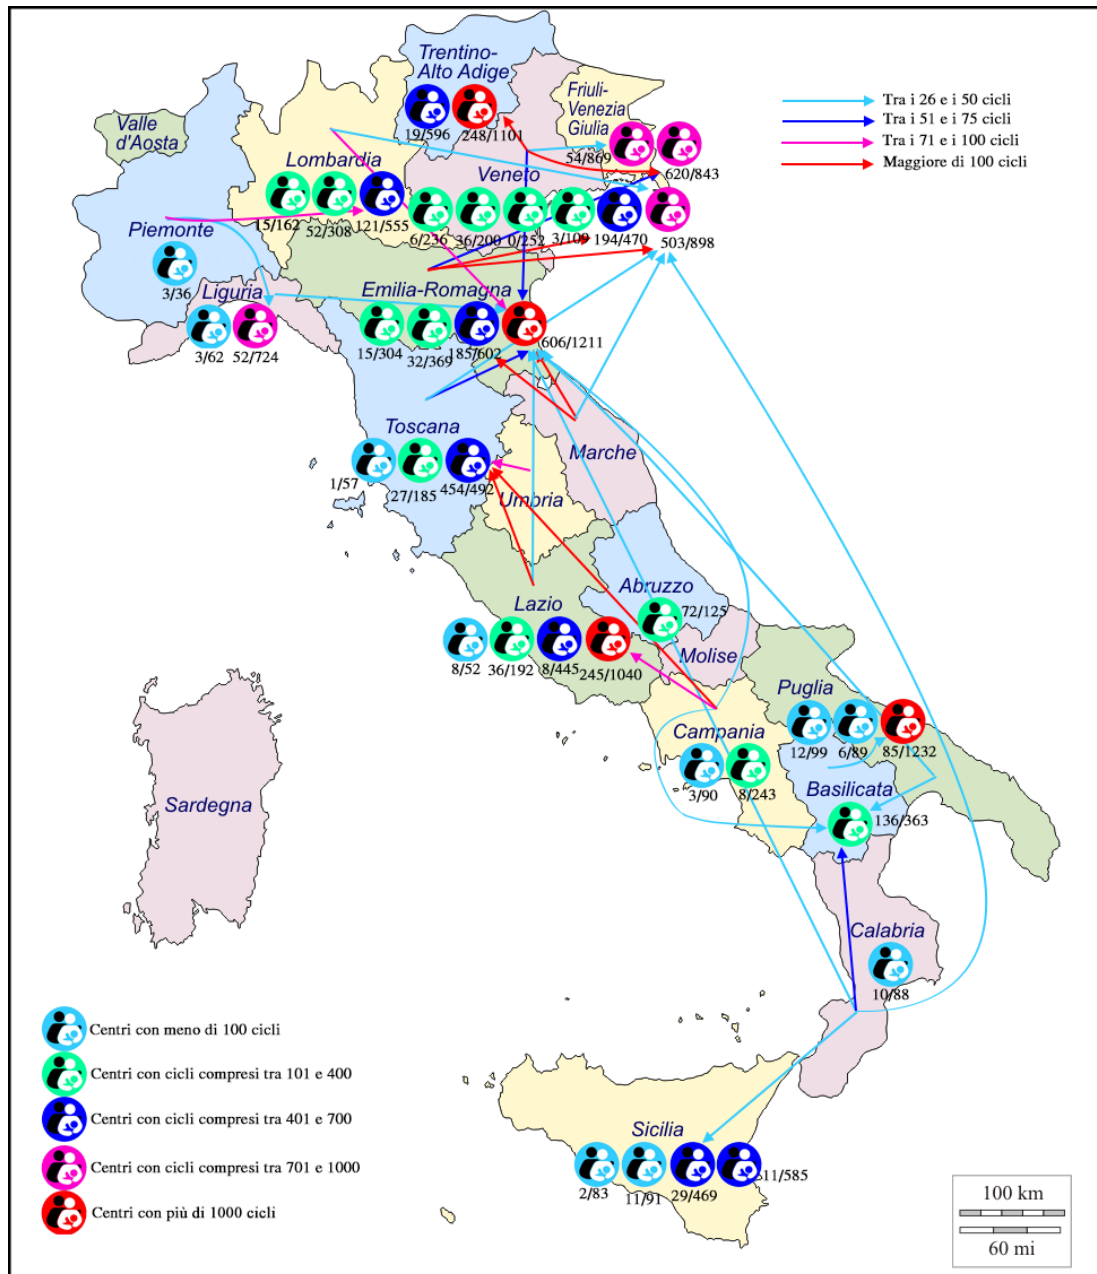 Trentino-
Alto Adige
19/596
248/1101
Friuli-
Venezia
Giulia
54/869
620/843
Tra i 26 e i 50 cicli
Tra i 51 e i 75 cicli
Tra i 71 e i 100 cicli
Maggiore di 100 cicli
Valle
d'Aosta
Lombardia
15/162
52/308
121/555
Veneto
6/236
36/200
0/252
3/109
194/470
503/898
Piemonte
3/36
Liguria
3/62
52/724
Emilia-Romagna
15/304
32/369
185/602
606/1211
Toscana
1/57
27/185
454/492
Marche
Umbria
Abruzzo
72/125
Lazio
8/52
36/192
8/445
245/1040
Molise
Puglia
12/99
6/89
85/1232
Campania
3/90
8/243
Basilicata
136/363
Sardegna
Calabria
10/88
Sicilia
2/83
11/91
29/469
11/585
Centri con meno di 100 cicli
Centri con cicli compresi tra 101 e 400
Centri con cicli compresi tra 401 e 700
Centri con cicli compresi tra 701 e 1000
Centri con più di 1000 cicli
100 km
60 mi